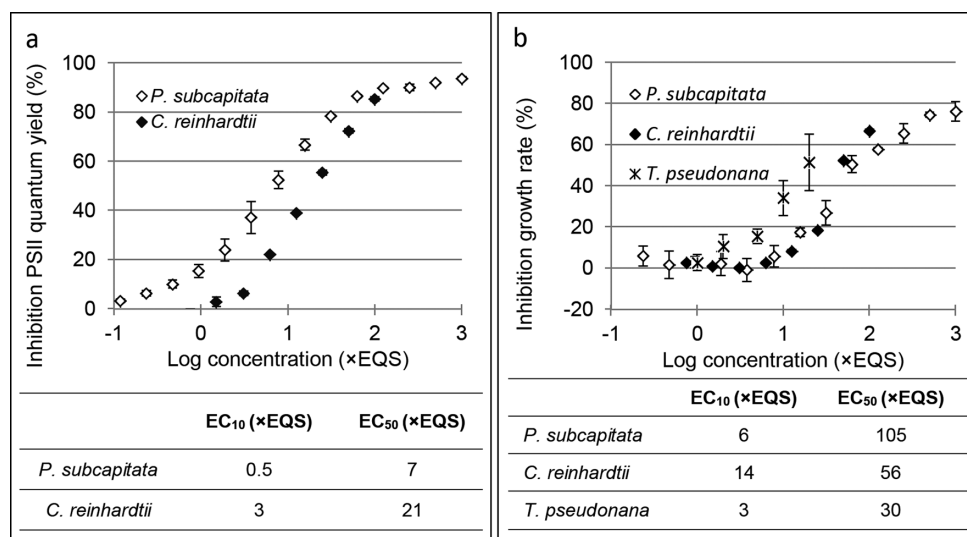 a
Inhibition PSII quantum yield (%)
100
80
60
40
20
0
P. subcapitata
C. reinhardtii
-1 0 1 2 3
Log concentration (×EQS)
EC10 (×EQS) EC50 (×EQS)
P. subcapitata 0.5 7
C. reinhardtii 3 21
b
Inhibition growth rate (%)
100
80
60
40
20
0
-20
P. subcapitata
C. reinhardtii
T. pseudonana
-1 0 1 2 3
Log concentration (×EQS)
EC10 (×EQS) EC50 (×EQS)
P. subcapitata 6 105
C. reinhardtii 14 56
T. pseudonana 3 30